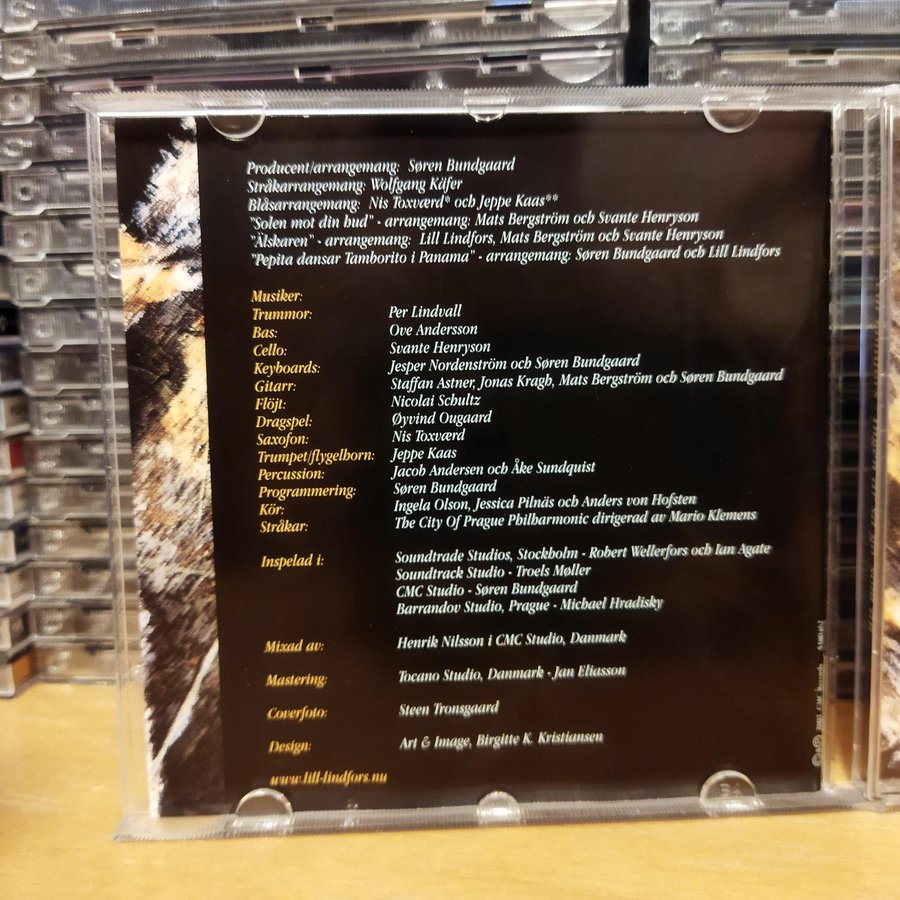 Producent/arrangemang: Søren Bundgaard
Stråkarrangemang: Wolfgang Käfer
Blåsarrangemang: Nis Toxværd* och Jeppe Kaas**
"Solen mot din hud" - arrangemang: Mats Bergström och Svante Henryson
"Älskaren" - arrangemang: Lill Lindfors, Mats Bergström och Svante Henryson
"Pepita dansar Tamborito i Panama" - arrangemang: Søren Bundgaard och Lill Lindfors
Musiker:
Trummor: Per Lindvall
Bas: Ove Andersson
Cello: Svante Henryson
Keyboards: Jesper Nordenström och Søren Bundgaard
Gitarr: Staffan Astner, Jonas Kragh, Mats Bergström och Søren Bundgaard
Flöjt: Nicolai Schultz
Dragspel: Øyvind Ougaard
Saxofon: Nis Toxværd
Trumpet/flygelhorn: Jeppe Kaas
Percussion: Jacob Andersen och Åke Sundquist
Programmering: Søren Bundgaard
Kör: Ingela Olson, Jessica Pilnäs och Anders von Hofsten
Stråkar: The City Of Prague Philharmonic dirigerad av Mario Klemens
Inspelad i: Soundtrade Studios, Stockholm - Robert Wellerfors och Ian Agate
Soundtrack Studio - Troels Møller
CMC Studio - Søren Bundgaard
Barrandov Studio, Prague - Michael Hradisky
Mixad av: Henrik Nilsson i CMC Studio, Danmark
Mastering: Tocano Studio, Danmark - Jan Eliasson
Coverfoto: Steen Tronsgaard
Design: Art & Image, Birgitte K. Kristiansen
www.lill-lindfors.nu